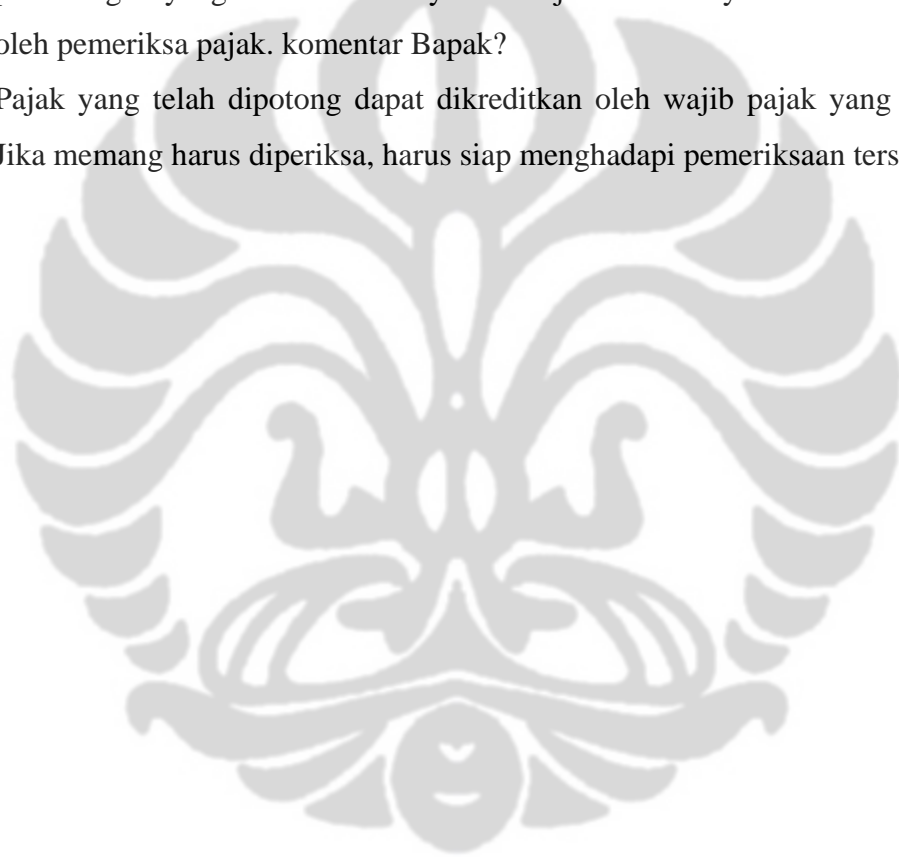 oleh pemeriksa pajak. komentar Bapak?
Pajak yang telah dipotong dapat dikreditkan oleh wajib pajak yang
Jika memang harus diperiksa, harus siap menghadapi pemeriksaan ters